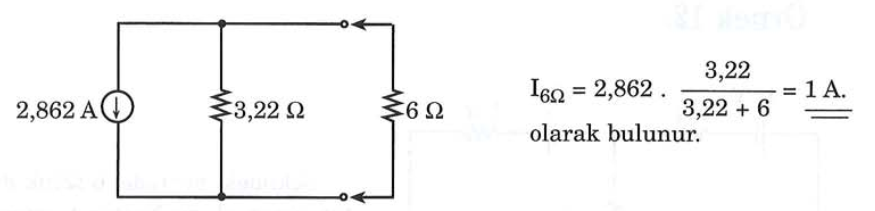 2,862 A
3,22 Ω
6 Ω
I6Ω = 2,862 . 3,22 / 3,22 + 6 = 1 A.
olarak bulunur.